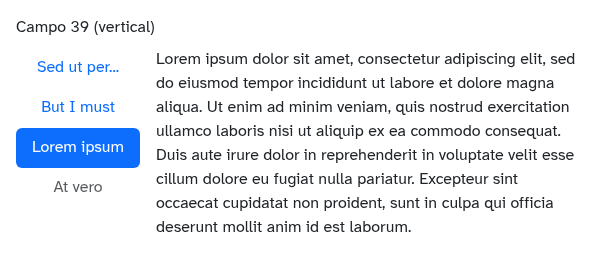 Campo 39 (vertical)
Sed ut per...
But I must
Lorem ipsum
At vero
Lorem ipsum dolor sit amet, consectetur adipiscing elit, sed
do eiusmod tempor incididunt ut labore et dolore magna
aliqua. Ut enim ad minim veniam, quis nostrud exercitation
ullamco laboris nisi ut aliquip ex ea commodo consequat.
Duis aute irure dolor in reprehenderit in voluptate velit esse
cillum dolore eu fugiat nulla pariatur. Excepteur sint
occaecat cupidatat non proident, sunt in culpa qui officia
deserunt mollit anim id est laborum.